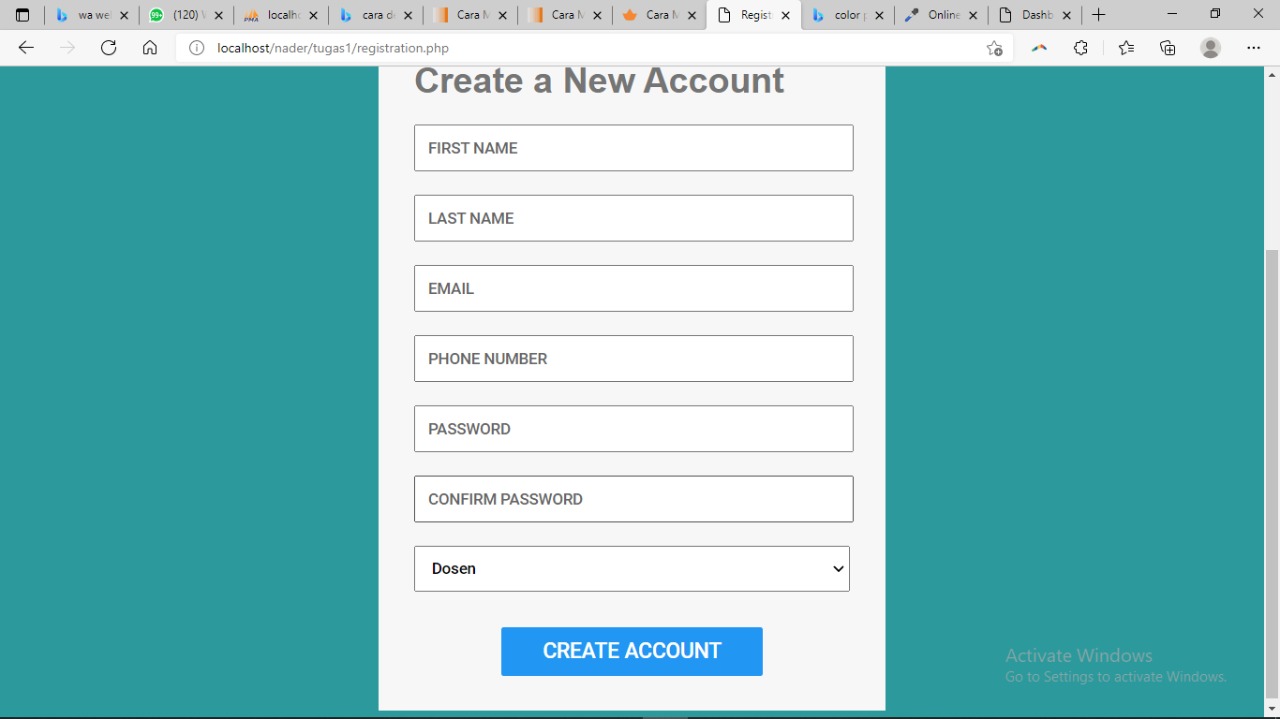 wa wel
(120) W
localh
cara de
Cara M
Cara M
Cara M
Regist
color p
Online
Dashb
localhost/nader/tugas1/registration.php
Create a New Account
FIRST NAME
LAST NAME
EMAIL
PHONE NUMBER
PASSWORD
CONFIRM PASSWORD
Dosen
CREATE ACCOUNT
Activate Windows
Go to Settings to activate Windows.